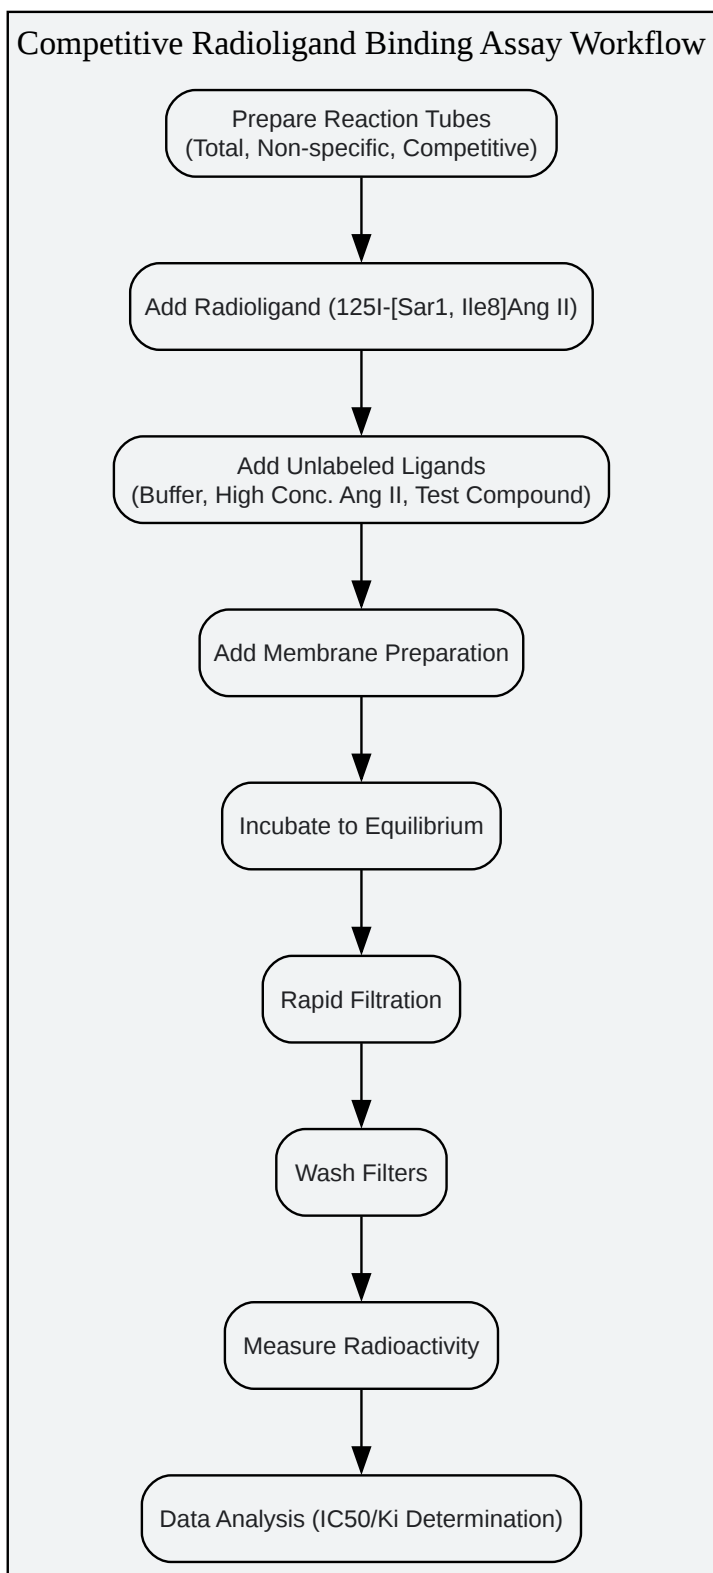 Competitive Radioligand Binding Assay Workflow
Prepare Reaction Tubes
(Total, Non-specific, Competitive)
Add Radioligand (125I-[Sar1, Ile8]Ang II)
Add Unlabeled Ligands
(Buffer, High Conc. Ang II, Test Compound)
Add Membrane Preparation
Incubate to Equilibrium
Rapid Filtration
Wash Filters
Measure Radioactivity
Data Analysis (IC50/Ki Determination)